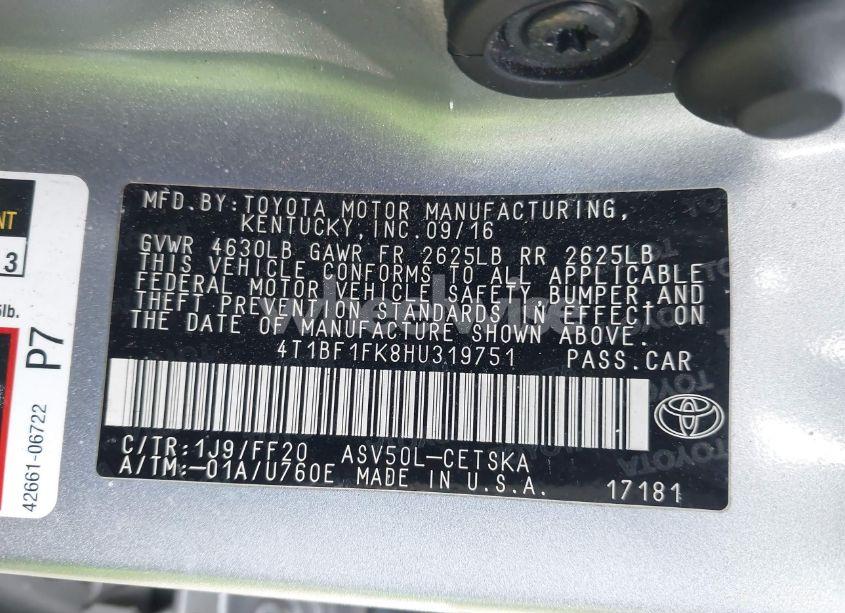 MFD.BY:TOYOTA MOTOR MANUFACTURING,
KENTUCKY,INC.09/16
GVWR 4630LB GAWR FR 2625LB RR 2625LB
THIS VEHICLE CONFORMS TO ALL APPLICABLE
FEDERAL MOTOR VEHICLE SAFETY,BUMPER,AND
THEFT PREVENTION STANDARDS IN EFFECT ON
THE DATE OF MANUFACTURE SHOWN ABOVE.
4T1BF1FK8HU319751 PASS.CAR
C/TR:1J9/FF20 ASV50L-CETSKA
A/TM:-01A/U760E MADE IN U.S.A. 17181
TOYOTA
3
lb.
P7
42661-06722